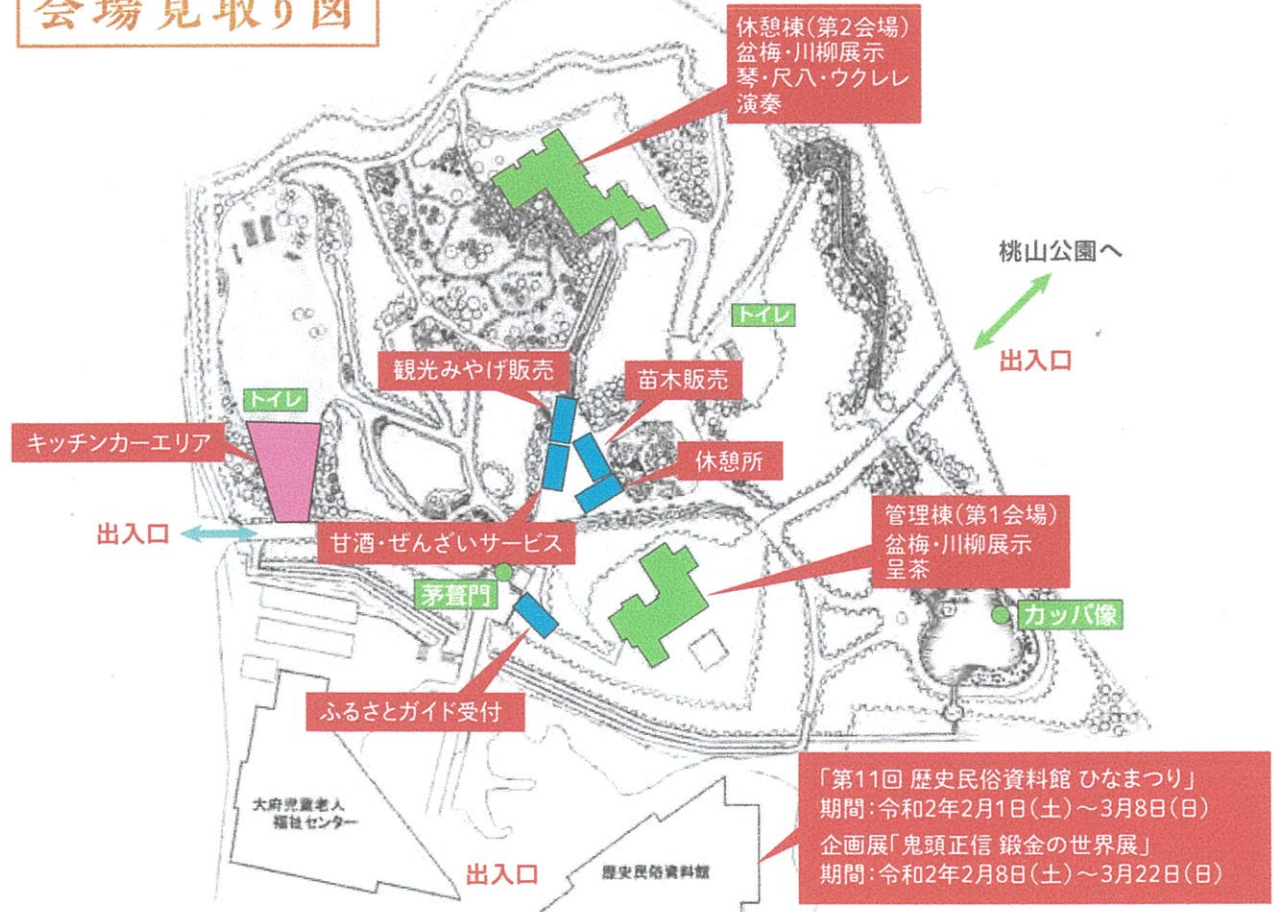 会場見取り図
休憩棟(第2会場)
盆梅・川柳展示
琴・尺八・ウクレレ
演奏
桃山公園へ
出入口
トイレ
観光みやげ販売
苗木販売
トイレ
キッチンカーエリア
休憩所
出入口
甘酒・ぜんざいサービス
管理棟(第1会場)
盆梅・川柳展示
呈茶
茅葺門
カッパ像
ふるさとガイド受付
大府児童老人
福祉センター
出入口
歴史民俗資料館
「第11回 歴史民俗資料館 ひなまつり」
期間:令和2年2月1日(土)~3月8日(日)
企画展「鬼頭正信 鍛金の世界展」
期間:令和2年2月8日(土)~3月22日(日)